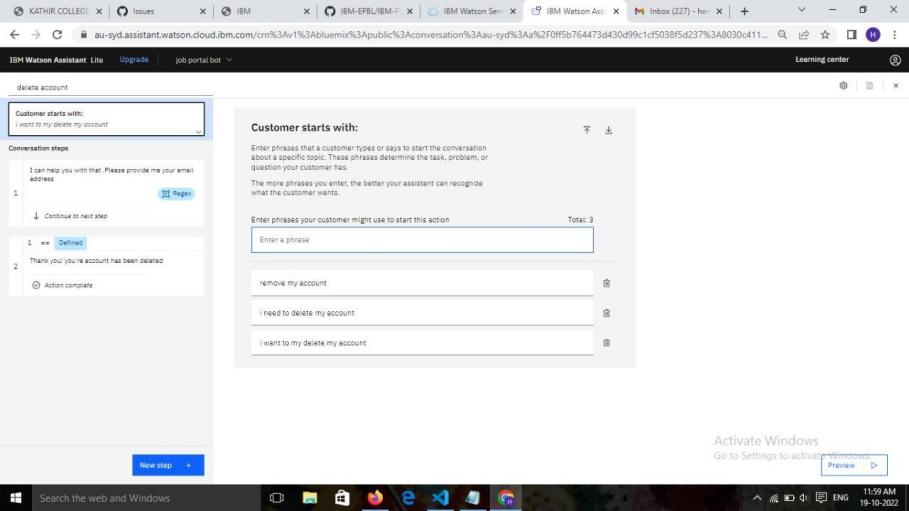 KATHIR COLLEGE
Issues
IBM
IBM-EPBL/IBM-P
IBM Watson Serv
IBM Watson Ass
Inbox (227) - he
au-syd.assistant.watson.cloud.ibm.com/crn%3Av1%3Abluemix%3Apublic%3Aconversation%3Aau-syd%3Aa%2F0ff5b764473d430d99c1cf5038f5d237%3A8030c411...
H
IBM Watson Assistant Lite
Upgrade
job portal bot
Learning center
delete account
Customer starts with:
i want to my delete my account
Conversation steps
1
I can help you with that .Please provide me your email
address
Regex
Continue to next step
1 == Defined
2
Thank you! you're account has been deleted
Action complete
New step +
Customer starts with:
Enter phrases that a customer types or says to start the conversation
about a specific topic. These phrases determine the task, problem, or
question your customer has.
The more phrases you enter, the better your assistant can recognize
what the customer wants.
Enter phrases your customer might use to start this action
Total: 3
Enter a phrase
remove my account
i need to delete my account
i want to my delete my account
Activate Windows
Go to Settings to activate Windows.
Preview
Search the web and Windows
ENG
11:59 AM
19-10-2022